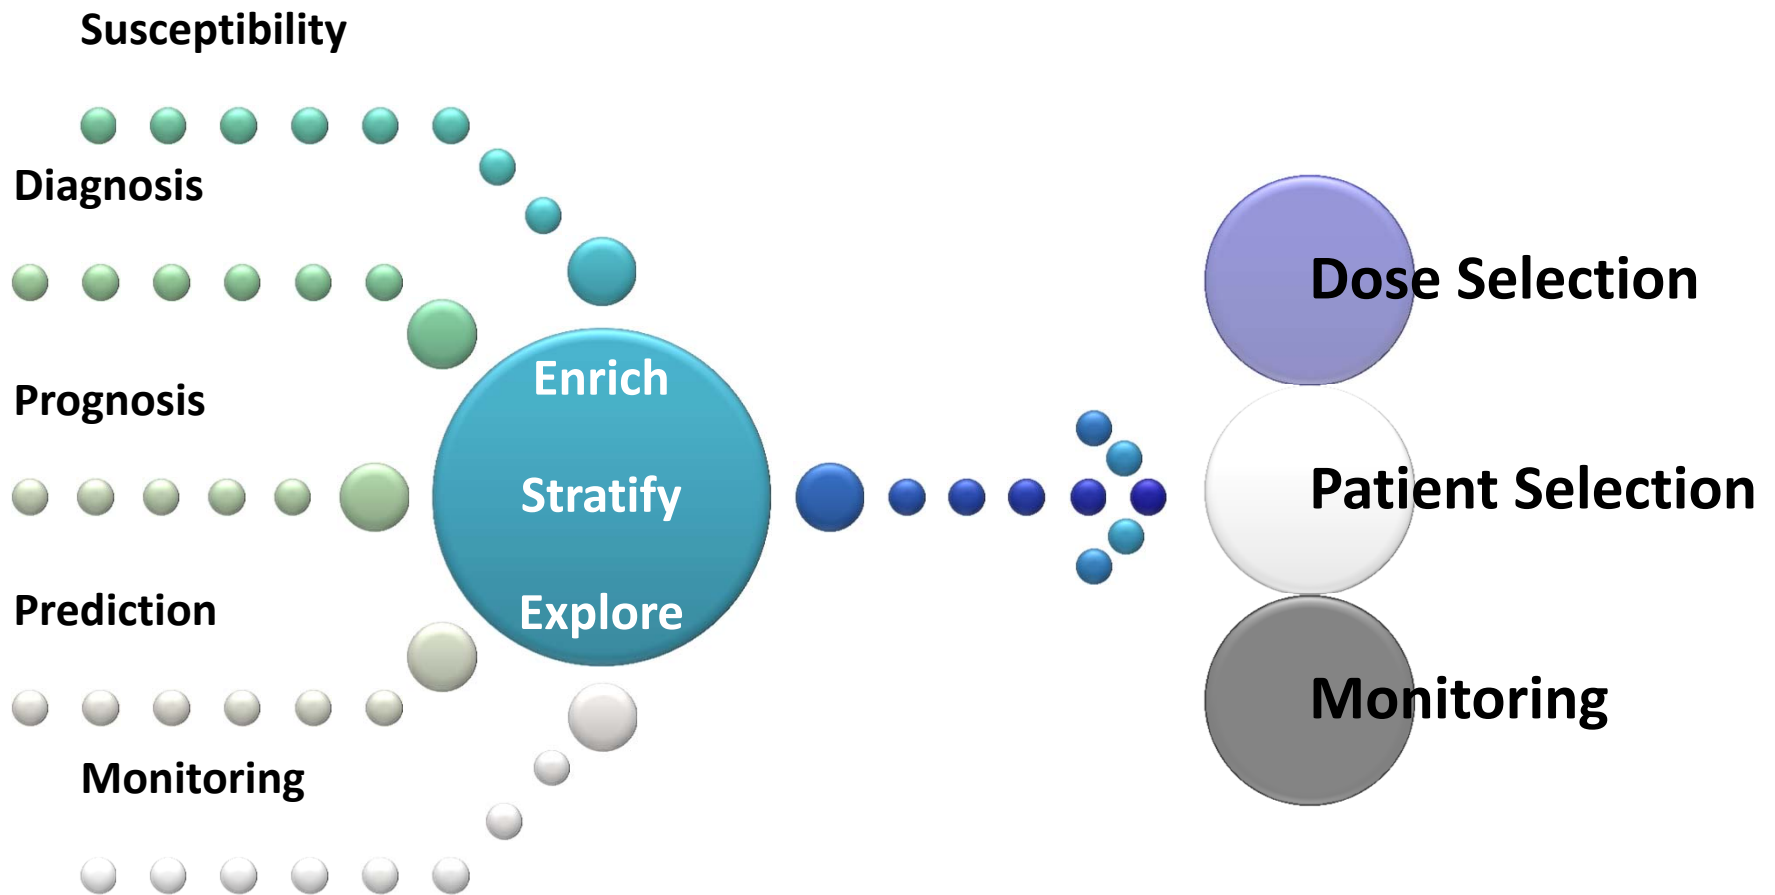 Susceptibility
Diagnosis
Prognosis
Prediction
Monitoring
Enrich
Stratify
Explore
Dose Selection
Patient Selection
Monitoring